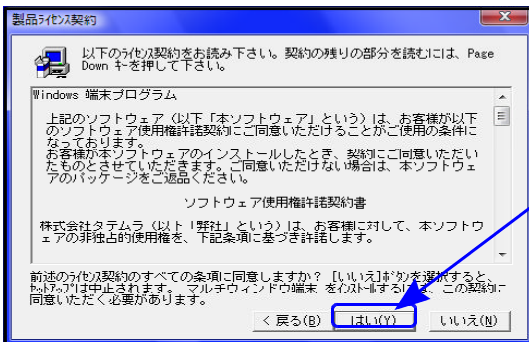 製品ライセンス契約
以下のライセンス契約をお読み下さい。契約の残りの部分を読むには、Page
Down キーを押して下さい。
Windows 端末プログラム
上記のソフトウェア（以下「本ソフトウェア」という）は、お客様が以下
のソフトウェア使用権許諾契約にご同意いただけることがご使用の条件に
なっております。
お客様が本ソフトウェアのインストールしたとき、契約にご同意いただい
たものとさせていただきます。ご同意いただけない場合は、本ソフトウェ
アのパッケージをご返品ください。
ソフトウェア使用権許諾契約書
株式会社タテムラ（以下「弊社」という）は、お客様に対して、本ソフトウ
ェアの非独占的使用権を、下記条項に基づき許諾します。
前述のライセンス契約のすべての条項に同意しますか？ [いいえ]ボタンを選択すると、
セットアップは中止されます。 マルチウィンドウ端末 をインストールするには、この契約に
同意いただく必要があります。
< 戻る(B)
はい(Y)
いいえ(N)